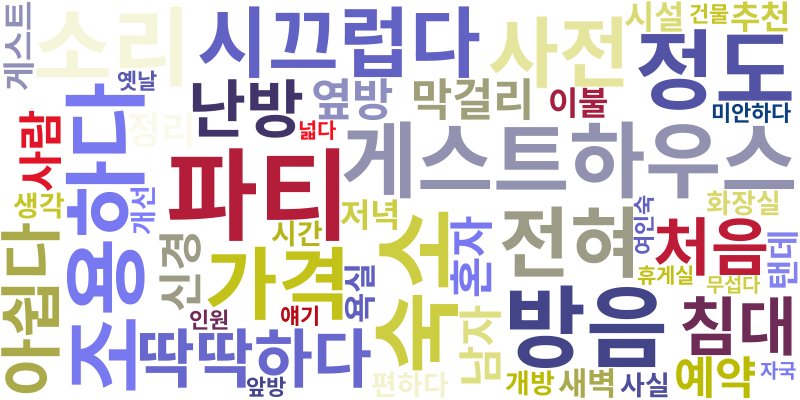 게스트
소리
시끄럽다
사전
시설
건물
추천
정도
옛날
난방
옆방
막걸리
이불
미안하다
사람
조용하다
정리
넓다
파티
게스트하우스
생각
개선
시간
저녁
여인숙
화장실
아쉽다
신경
가격
욕실
숙소
혼자
전혀
처음
탠데
휴게실
무섭다
인원
얘기
딱딱하다
남자
방음
침대
앞방
편하다
개방
새벽
사실
예약
자국